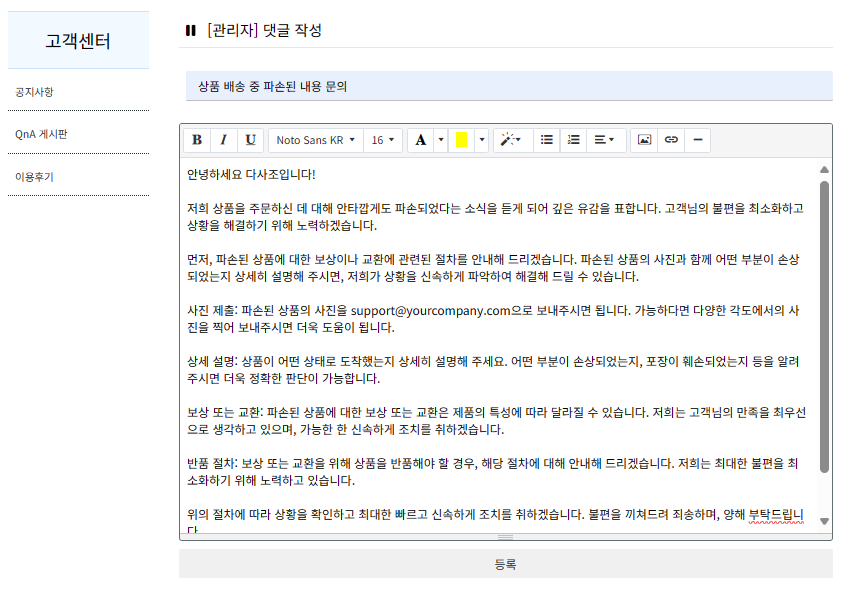 고객센터
공지사항
QnA 게시판
이용후기
[관리자] 댓글 작성
상품 배송 중 파손된 내용 문의
B I U Noto Sans KR 16 A
안녕하세요 다사조입니다!
저희 상품을 주문하신 데 대해 안타깝게도 파손되었다는 소식을 듣게 되어 깊은 유감을 표합니다. 고객님의 불편을 최소화하고
상황을 해결하기 위해 노력하겠습니다.
먼저, 파손된 상품에 대한 보상이나 교환에 관련된 절차를 안내해 드리겠습니다. 파손된 상품의 사진과 함께 어떤 부분이 손상
되었는지 상세히 설명해 주시면, 저희가 상황을 신속하게 파악하여 해결해 드릴 수 있습니다.
사진 제출: 파손된 상품의 사진을 support@yourcompany.com으로 보내주시면 됩니다. 가능하다면 다양한 각도에서의 사
진을 찍어 보내주시면 더욱 도움이 됩니다.
상세 설명: 상품이 어떤 상태로 도착했는지 상세히 설명해 주세요. 어떤 부분이 손상되었는지, 포장이 훼손되었는지 등을 알려
주시면 더욱 정확한 판단이 가능합니다.
보상 또는 교환: 파손된 상품에 대한 보상 또는 교환은 제품의 특성에 따라 달라질 수 있습니다. 저희는 고객님의 만족을 최우선
으로 생각하고 있으며, 가능한 한 신속하게 조치를 취하겠습니다.
반품 절차: 보상 또는 교환을 위해 상품을 반품해야 할 경우, 해당 절차에 대해 안내해 드리겠습니다. 저희는 최대한 불편을 최
소화하기 위해 노력하고 있습니다.
위의 절차에 따라 상황을 확인하고 최대한 빠르고 신속하게 조치를 취하겠습니다. 불편을 끼쳐드려 죄송하며, 양해 부탁드립니
다.
등록